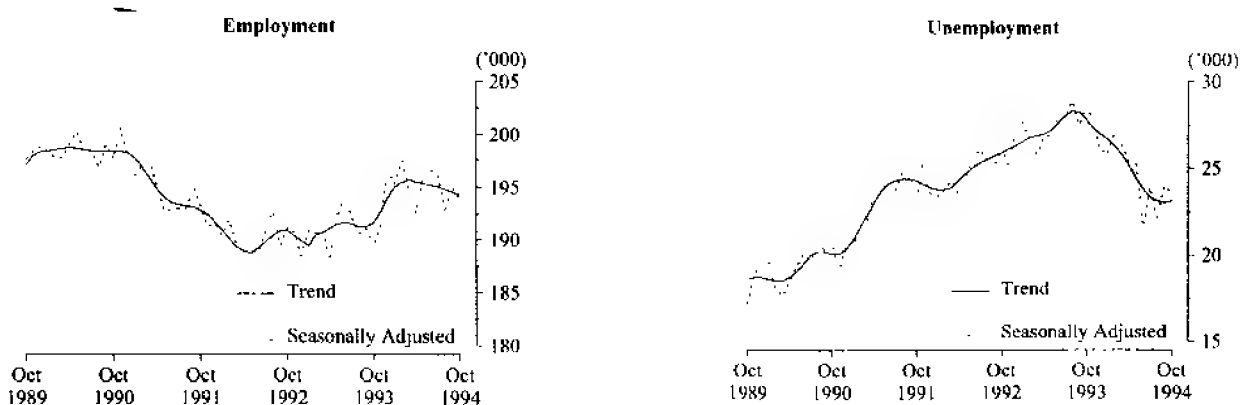 Employment
('000)
205
200
195
190
185
180
Trend
Seasonally Adjusted
Oct Oct Oct Oct Oct Oct
1989 1990 1991 1992 1993 1994
Unemployment
('000)
30
25
20
15
Trend
Seasonally Adjusted
Oct Oct Oct Oct Oct Oct
1989 1990 1991 1992 1993 1994